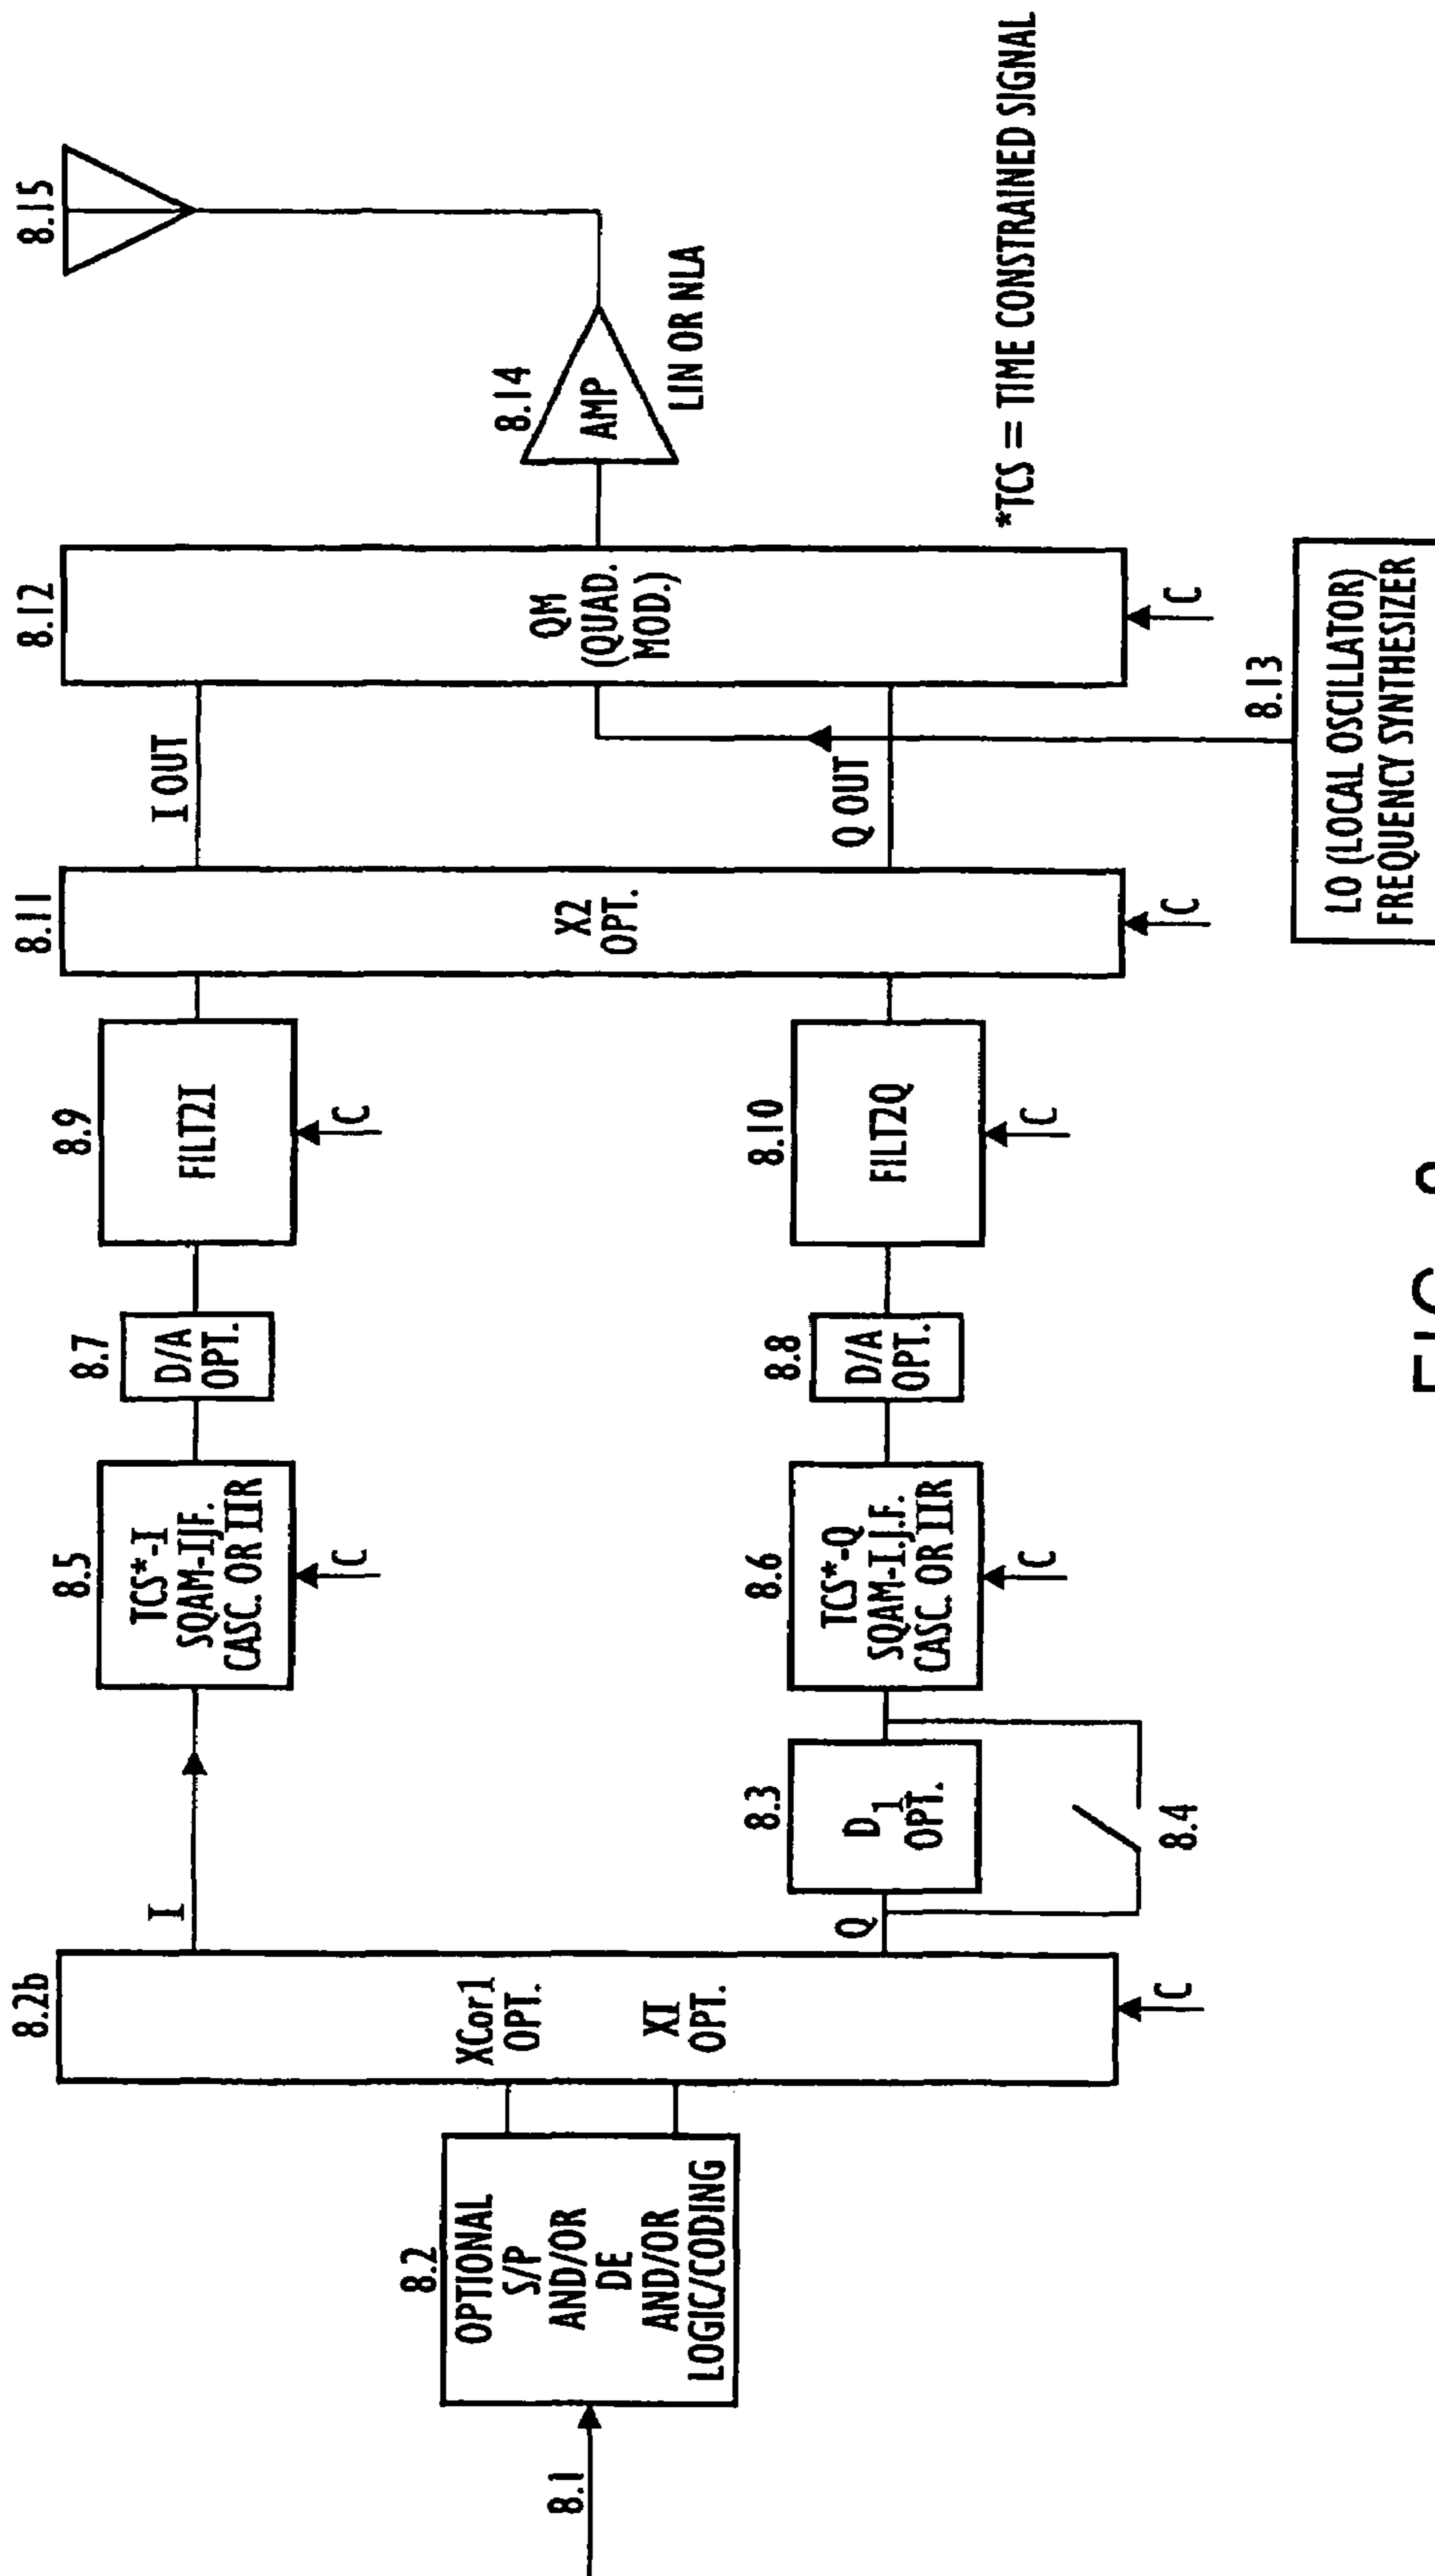 8.1
8.2
OPTIONAL
S/P
AND/OR
DE
AND/OR
LOGIC/CODING
8.2b
XCor1
OPT.
XI
OPT.
C
I
Q
8.3
D1
OPT.
8.4
8.5
TCS*-I
SQAM-IJF.
CASC. OR IIR
C
8.6
TCS*-Q
SQAM-I.J.F.
CASC. OR IIR
C
8.7
D/A
OPT.
8.8
D/A
OPT.
8.9
FILT2I
C
8.10
FILT2Q
C
8.11
X2
OPT.
C
I OUT
Q OUT
8.12
QM
(QUAD.
MOD.)
C
8.13
LO (LOCAL OSCILLATOR)
FREQUENCY SYNTHESIZER
8.14
AMP
LIN OR NLA
8.15
*TCS = TIME CONSTRAINED SIGNAL